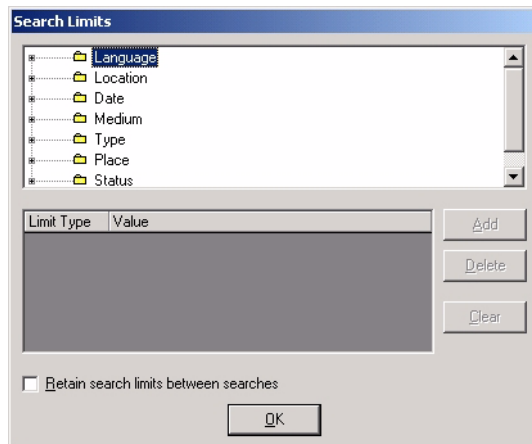 Search Limits
Language
Location
Date
Medium
Type
Place
Status
Limit Type Value
Add
Delete
Clear
Retain search limits between searches
OK